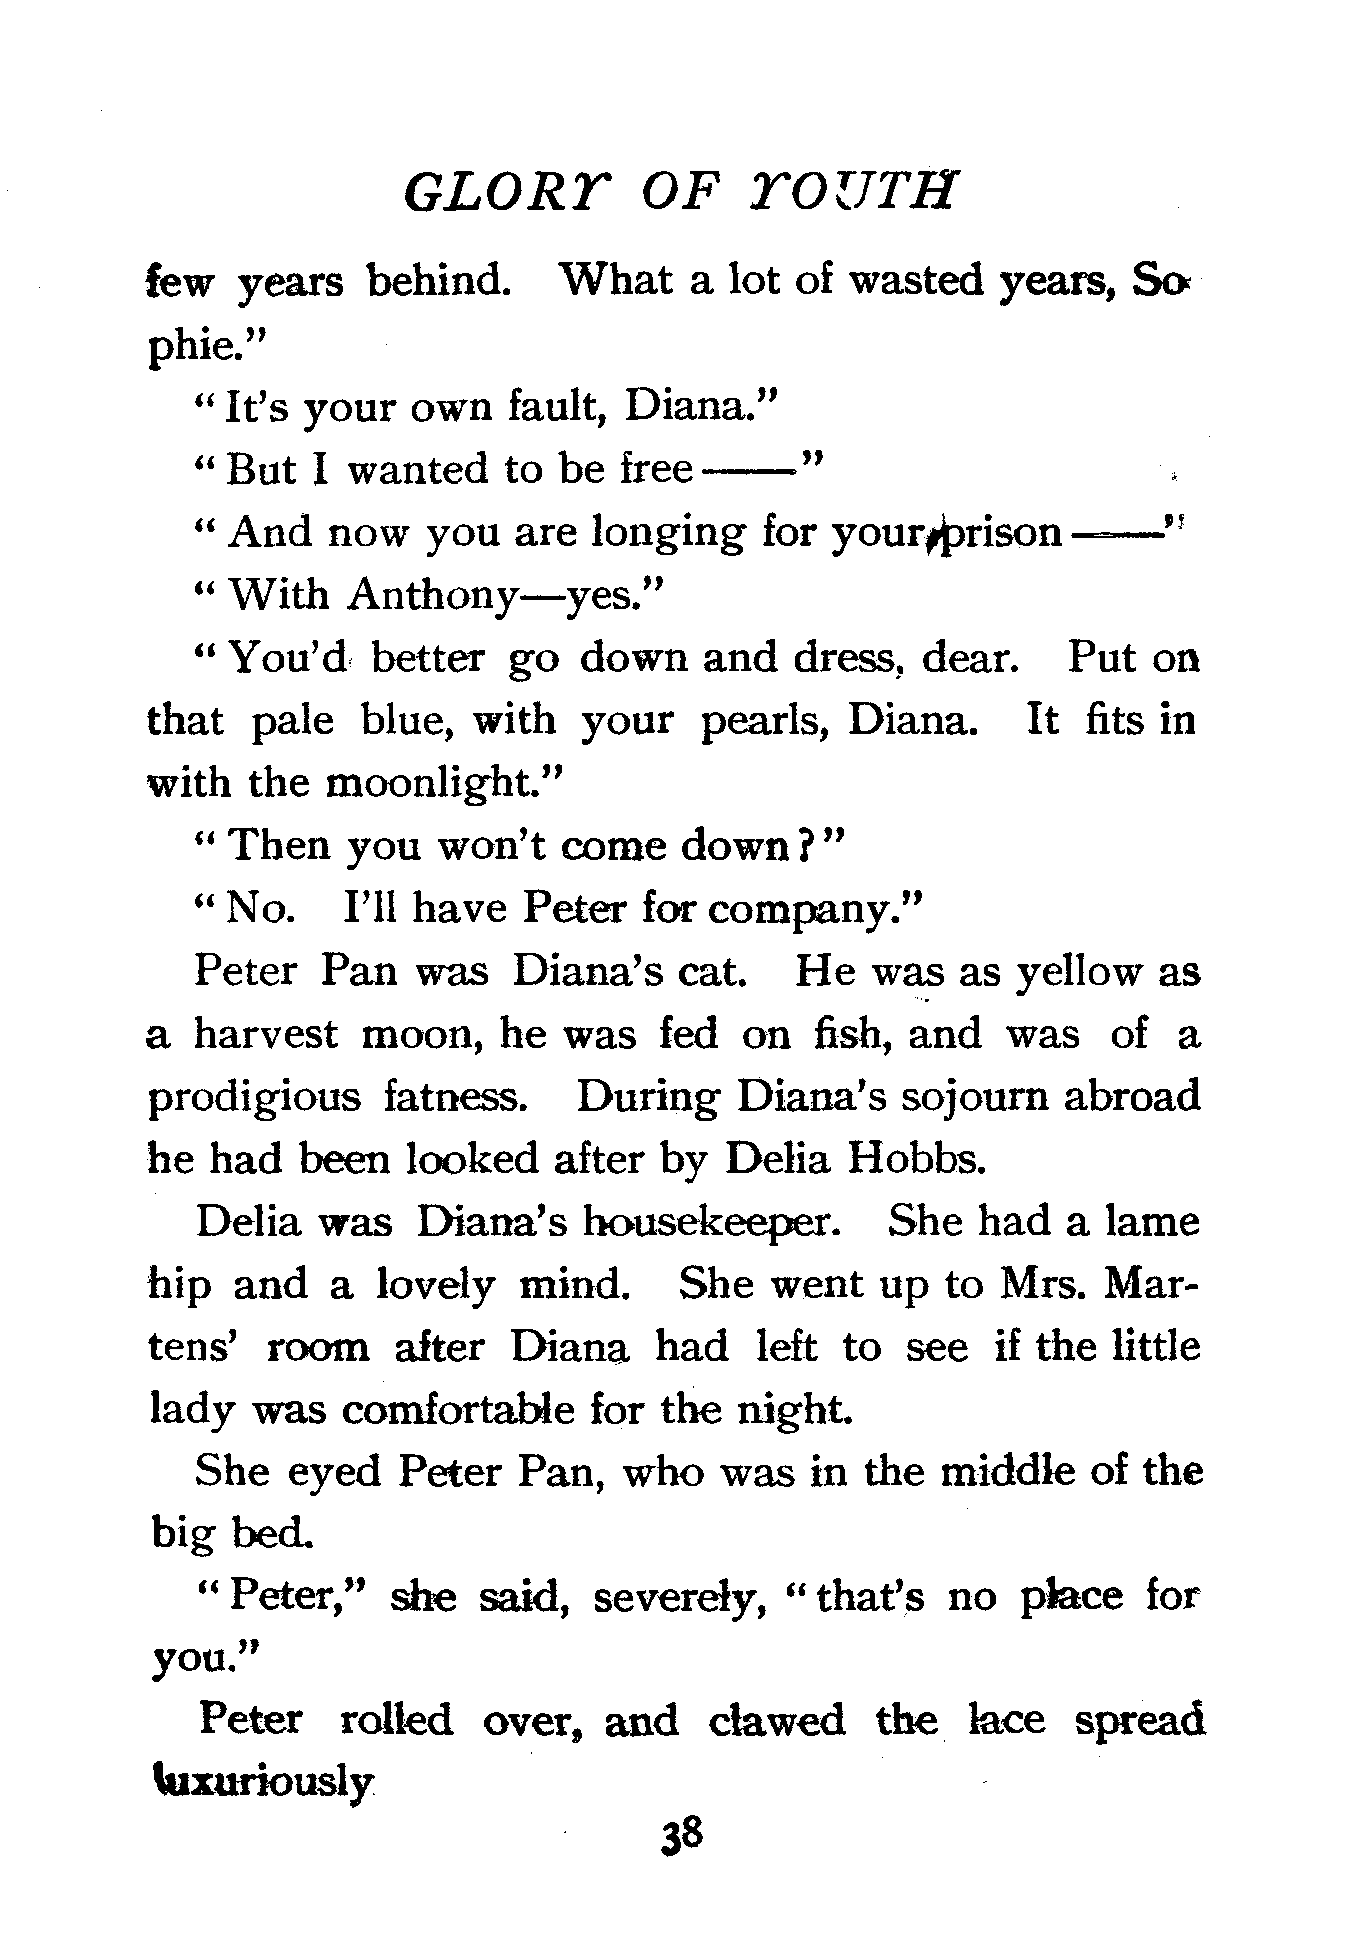 GLORY OF YOUTH
few years behind. What a lot of wasted years, So-
phie.”
“ It’s your own fault, Diana.”
“ But I wanted to be free——”
“ And now you are longing for your prison——”
“ With Anthony—yes.”
“ You’d better go down and dress, dear. Put on
that pale blue, with your pearls, Diana. It fits in
with the moonlight.”
“ Then you won’t come down ? ”
“ No. I’ll have Peter for company.”
Peter Pan was Diana’s cat. He was as yellow as
a harvest moon, he was fed on fish, and was of a
prodigious fatness. During Diana’s sojourn abroad
he had been looked after by Delia Hobbs.
Delia was Diana’s housekeeper. She had a lame
hip and a lovely mind. She went up to Mrs. Mar-
tens’ room after Diana had left to see if the little
lady was comfortable for the night.
She eyed Peter Pan, who was in the middle of the
big bed.
“ Peter,” she said, severely, “ that’s no place for
you.”
Peter rolled over, and clawed the lace spread
luxuriously
38